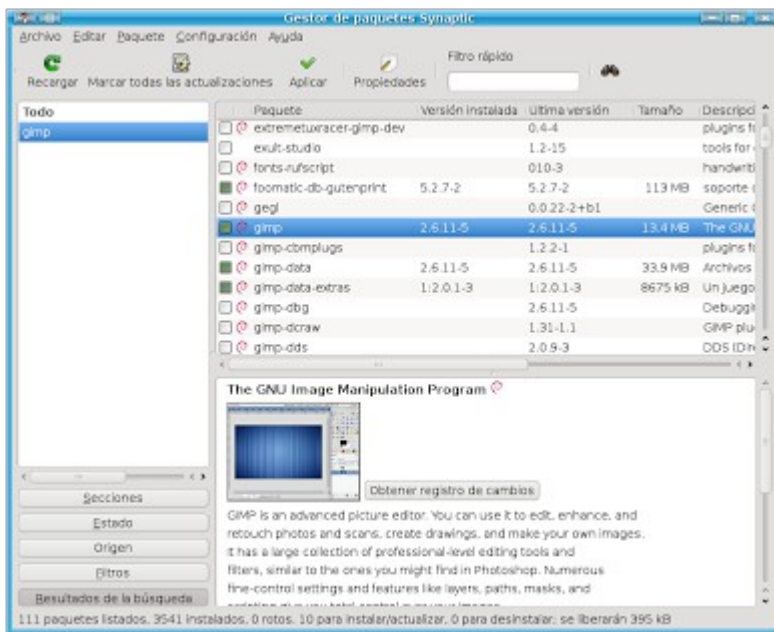 Gestor de paquetes Synaptic
Archivo Editar Paquete Configuración Ayuda
Recargar Marcar todas las actualizaciones Aplicar Propiedades Filtro rápido
Todo
gimp
Paquete Versión instalada Última versión Tamaño Descripci
extremetuxracer-gimp-dev 0.4-4 plugins fo
exult-studio 1.2-15 tools for
fonts-rufscript 010-3 handwriti
foomatic-db-gutenprint 5.2.7-2 5.2.7-2 113 MB soporte
gegl 0.0.22-2+b1 Generic
gimp 2.6.11-5 2.6.11-5 13.4 MB The GNU
gimp-cbmplugs 1.2.2-1 plugins fo
gimp-data 2.6.11-5 2.6.11-5 33.9 MB Archivos
gimp-data-extras 1:2.0.1-3 1:2.0.1-3 8675 kB Un juego
gimp-dbg 2.6.11-5 Debuggi
gimp-dcraw 1.31-1.1 GIMP plu
gimp-dds 2.0.9-3 DDS (Dire
Secciones
Estado
Origen
Filtros
Resultados de la búsqueda
The GNU Image Manipulation Program
Obtener registro de cambios
GIMP is an advanced picture editor. You can use it to edit, enhance, and
retouch photos and scans, create drawings, and make your own images.
It has a large collection of professional-level editing tools and
filters, similar to the ones you might find in Photoshop. Numerous
fine-control settings and features like layers, paths, masks, and
111 paquetes listados, 3541 instalados, 0 rotos. 10 para instalar/actualizar, 0 para desinstalar; se liberarán 395 kB